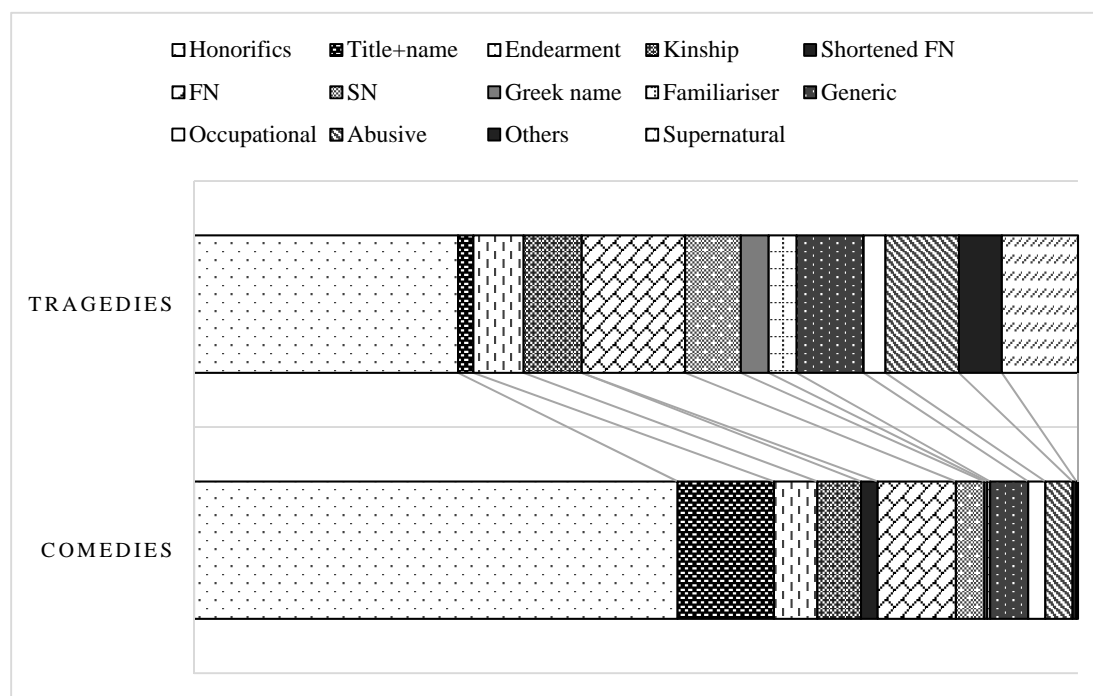 Honorifics Title+name Endearment Kinship Shortened FN
FN SN Greek name Familiariser Generic
Occupational Abusive Others Supernatural
TRAGEDIES
COMEDIES